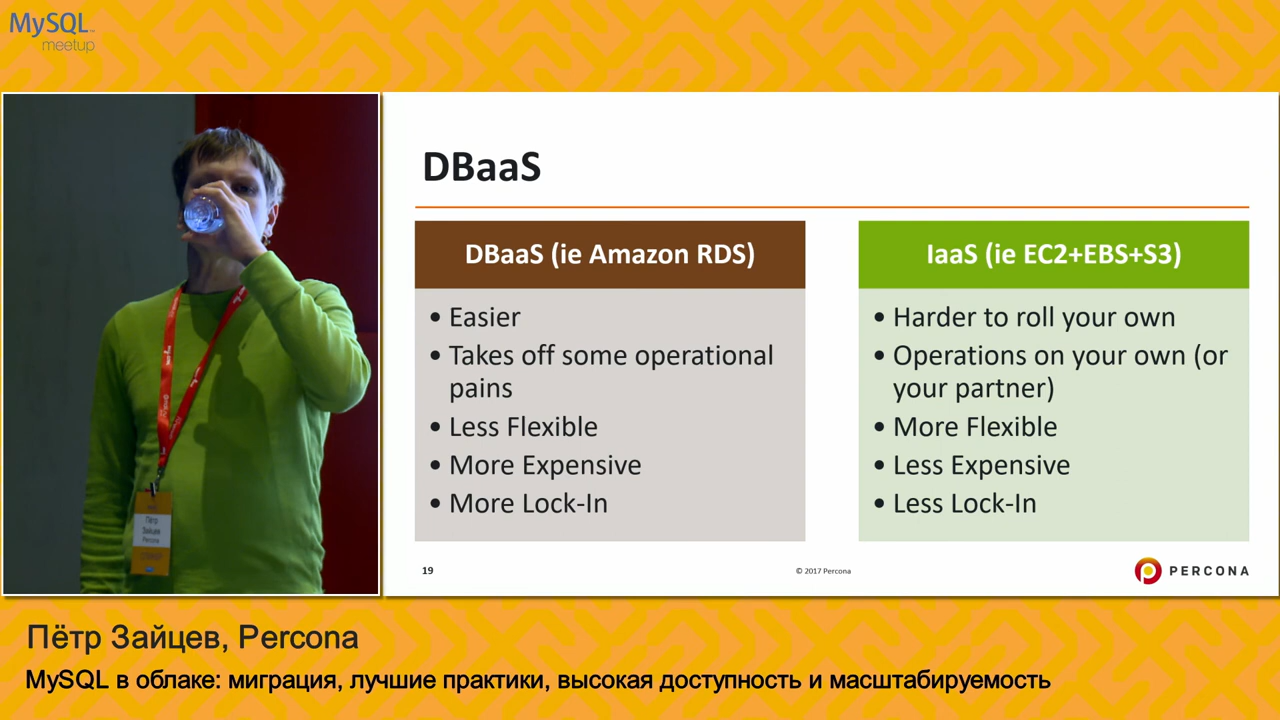 MySQL
meetup
DBaaS
DBaaS (ie Amazon RDS)
• Easier
• Takes off some operational
pains
• Less Flexible
• More Expensive
• More Lock-In
IaaS (ie EC2+EBS+S3)
• Harder to roll your own
• Operations on your own (or
your partner)
• More Flexible
• Less Expensive
• Less Lock-In
19
© 2017 Percona
PERCONA
Пётр
Зайцев
Percona
Пётр Зайцев, Percona
MySQL в облаке: миграция, лучшие практики, высокая доступность и масштабируемость